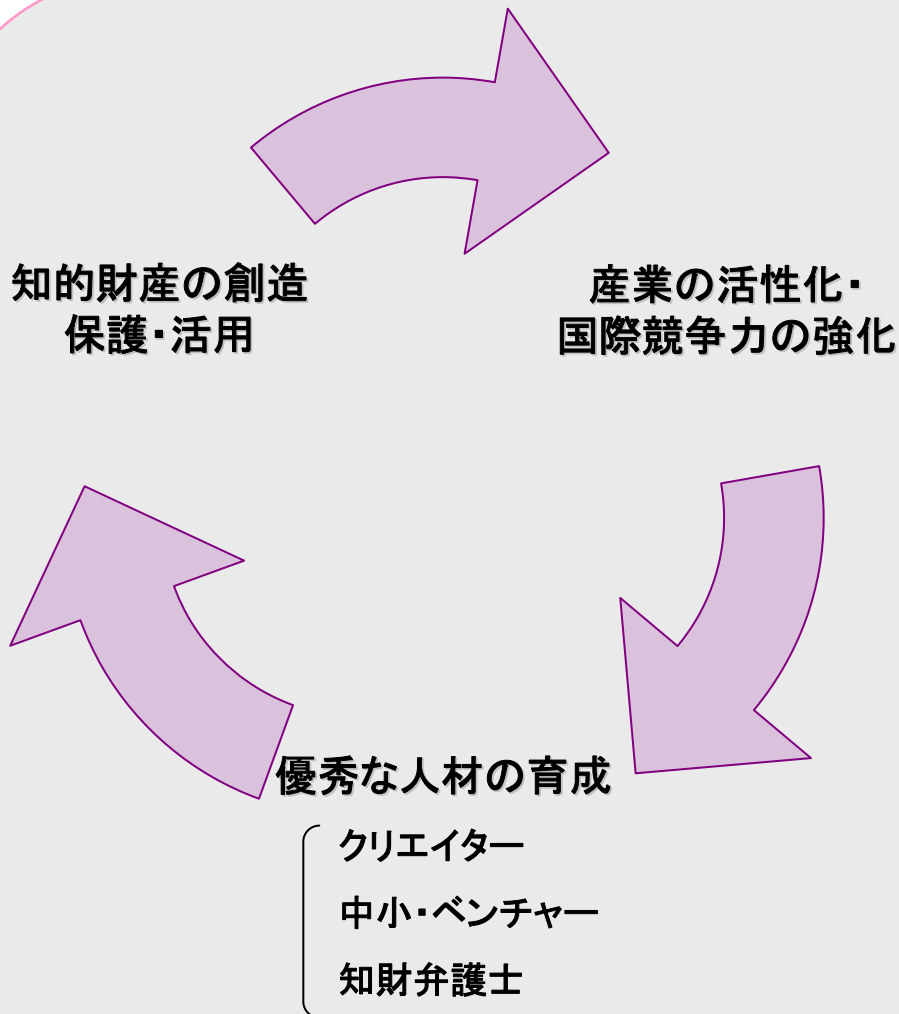 知的財産の創造
保護・活用
産業の活性化・
国際競争力の強化
優秀な人材の育成
クリエイター
中小・ベンチャー
知財弁護士